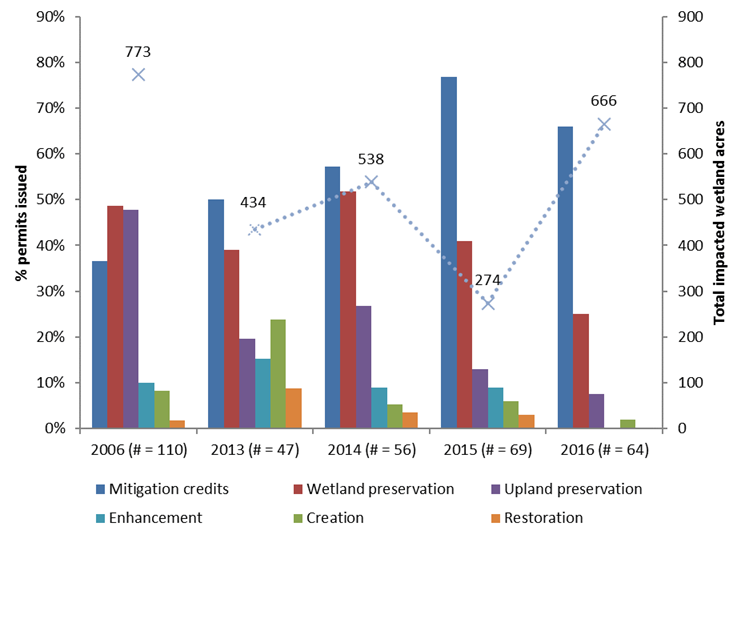 90%
80%
70%
60%
50%
40%
30%
20%
10%
0%
% permits issued
900
800
700
600
500
400
300
200
100
0
Total impacted wetland acres
773
434
538
274
666
2006 (# = 110)
2013 (# = 47)
2014 (# = 56)
2015 (# = 69)
2016 (# = 64)
Mitigation credits
Wetland preservation
Upland preservation
Enhancement
Creation
Restoration